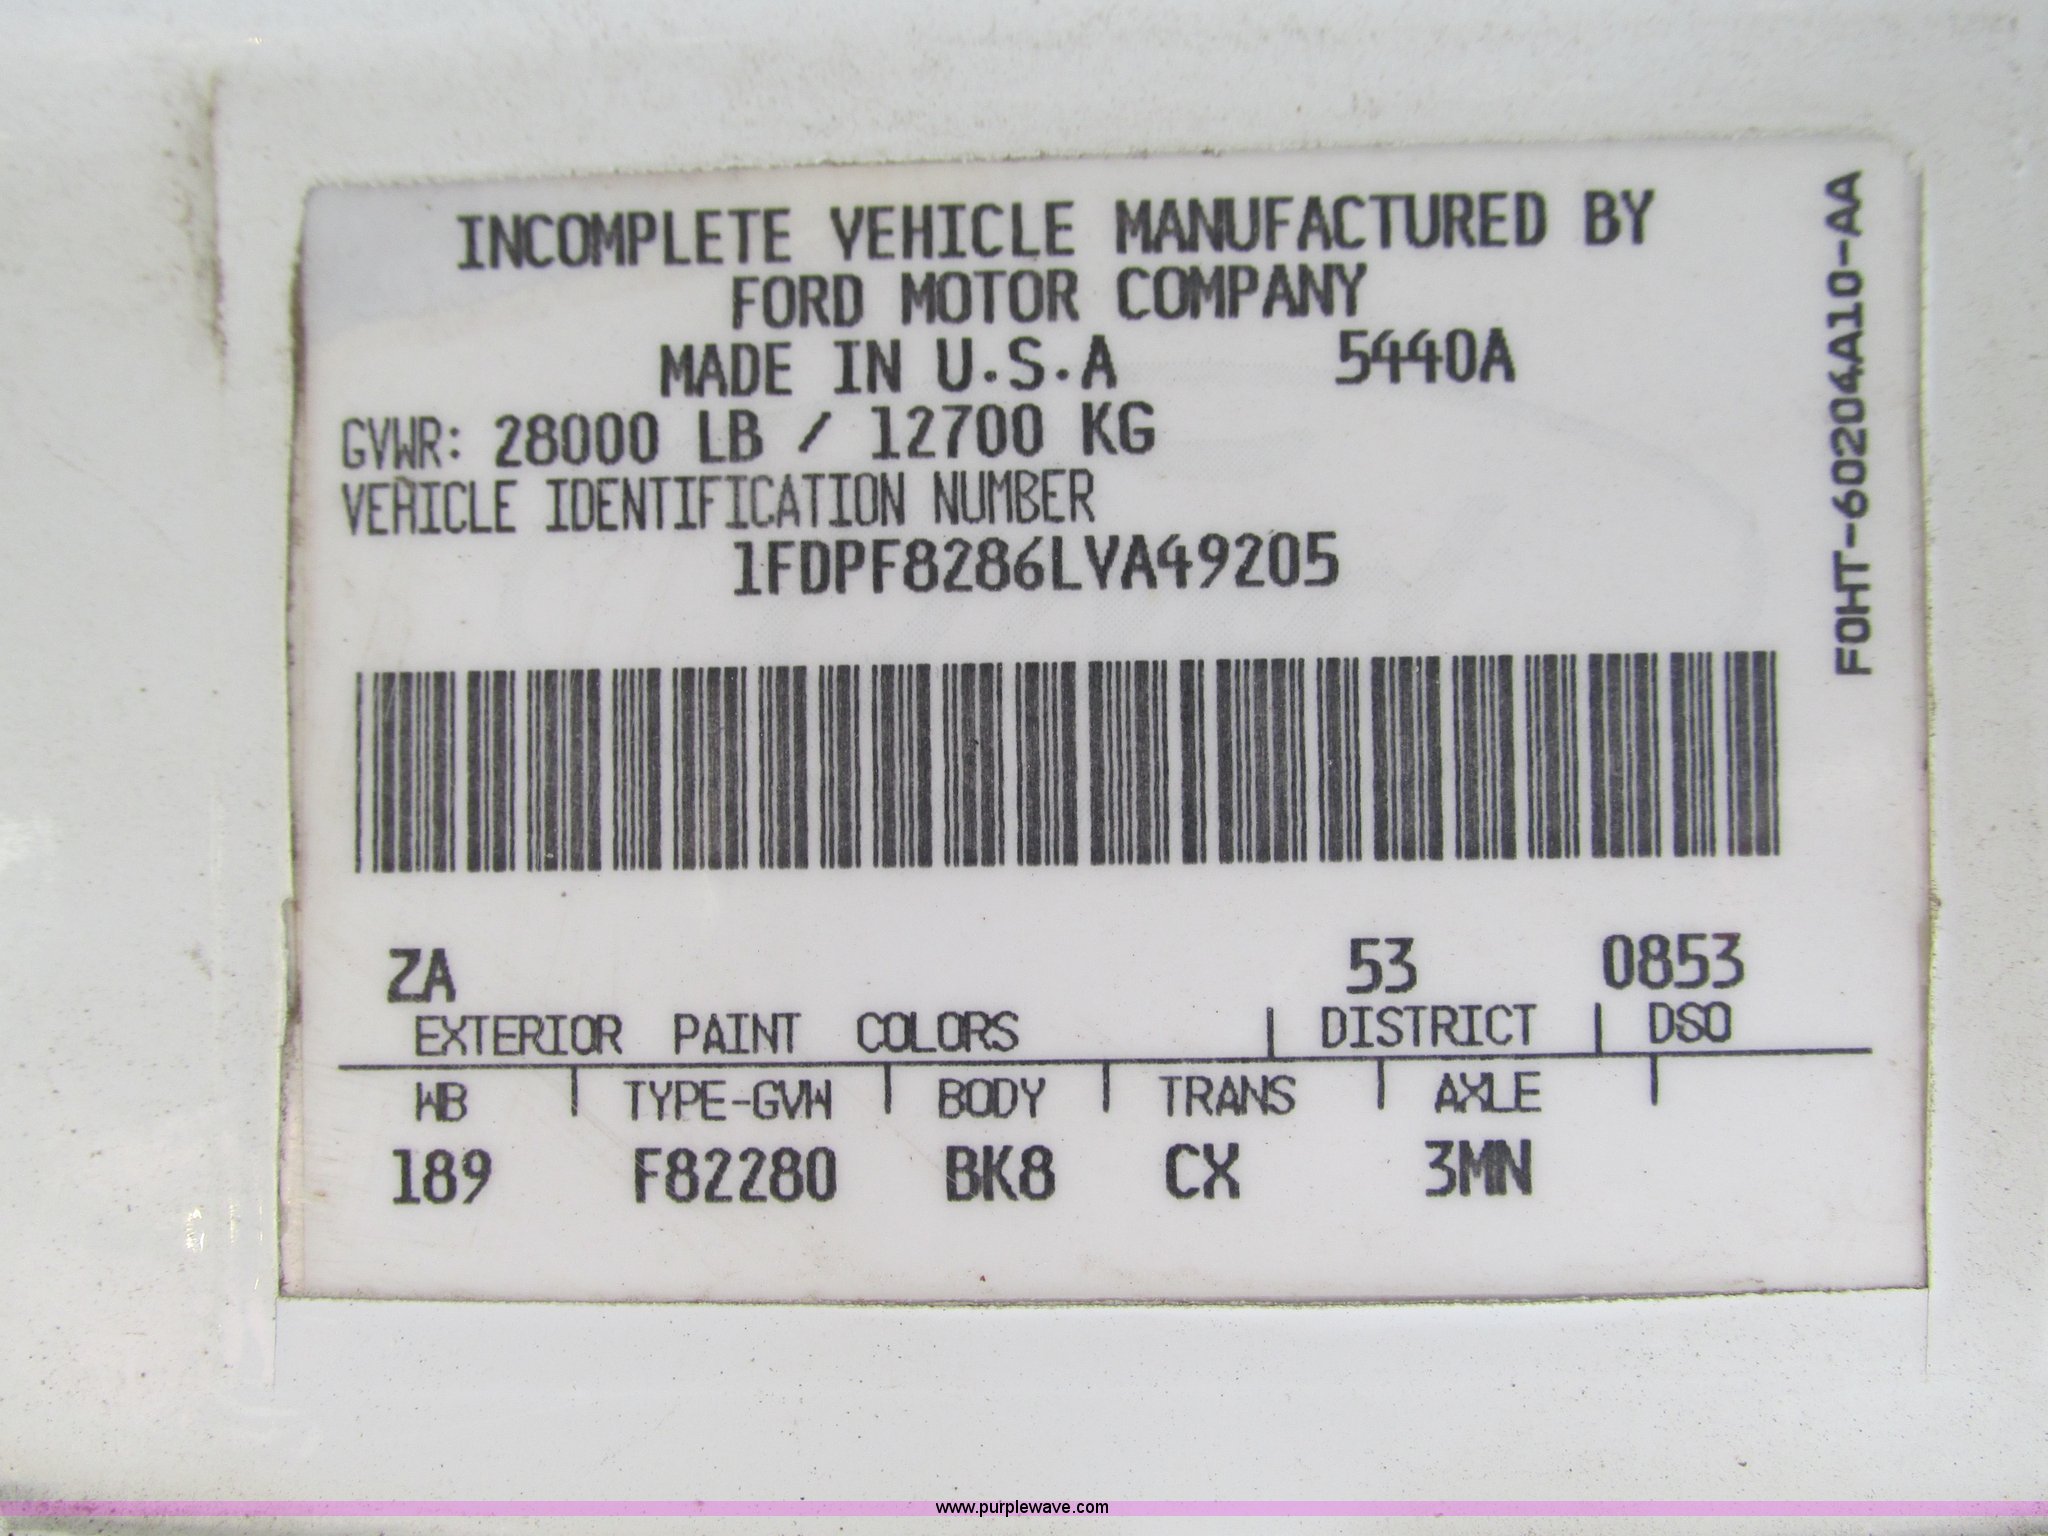 INCOMPLETE VEHICLE MANUFACTURED BY
FORD MOTOR COMPANY
MADE IN U.S.A 5440A
GVWR: 28000 LB / 12700 KG
VEHICLE IDENTIFICATION NUMBER
1FDPF8286LVA49205
F0HT-60204A10-AA
ZA 53 0853
EXTERIOR PAINT COLORS DISTRICT DSO
WB TYPE-GVW BODY TRANS AXLE
189 F82280 BK8 CX 3MN
www.purplewave.com